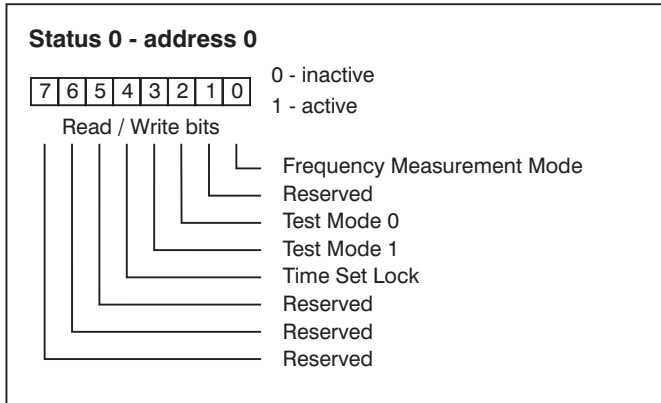 Status 0 - address 0
7 6 5 4 3 2 1 0
0 - inactive
1 - active
Read / Write bits
Frequency Measurement Mode
Reserved
Test Mode 0
Test Mode 1
Time Set Lock
Reserved
Reserved
Reserved